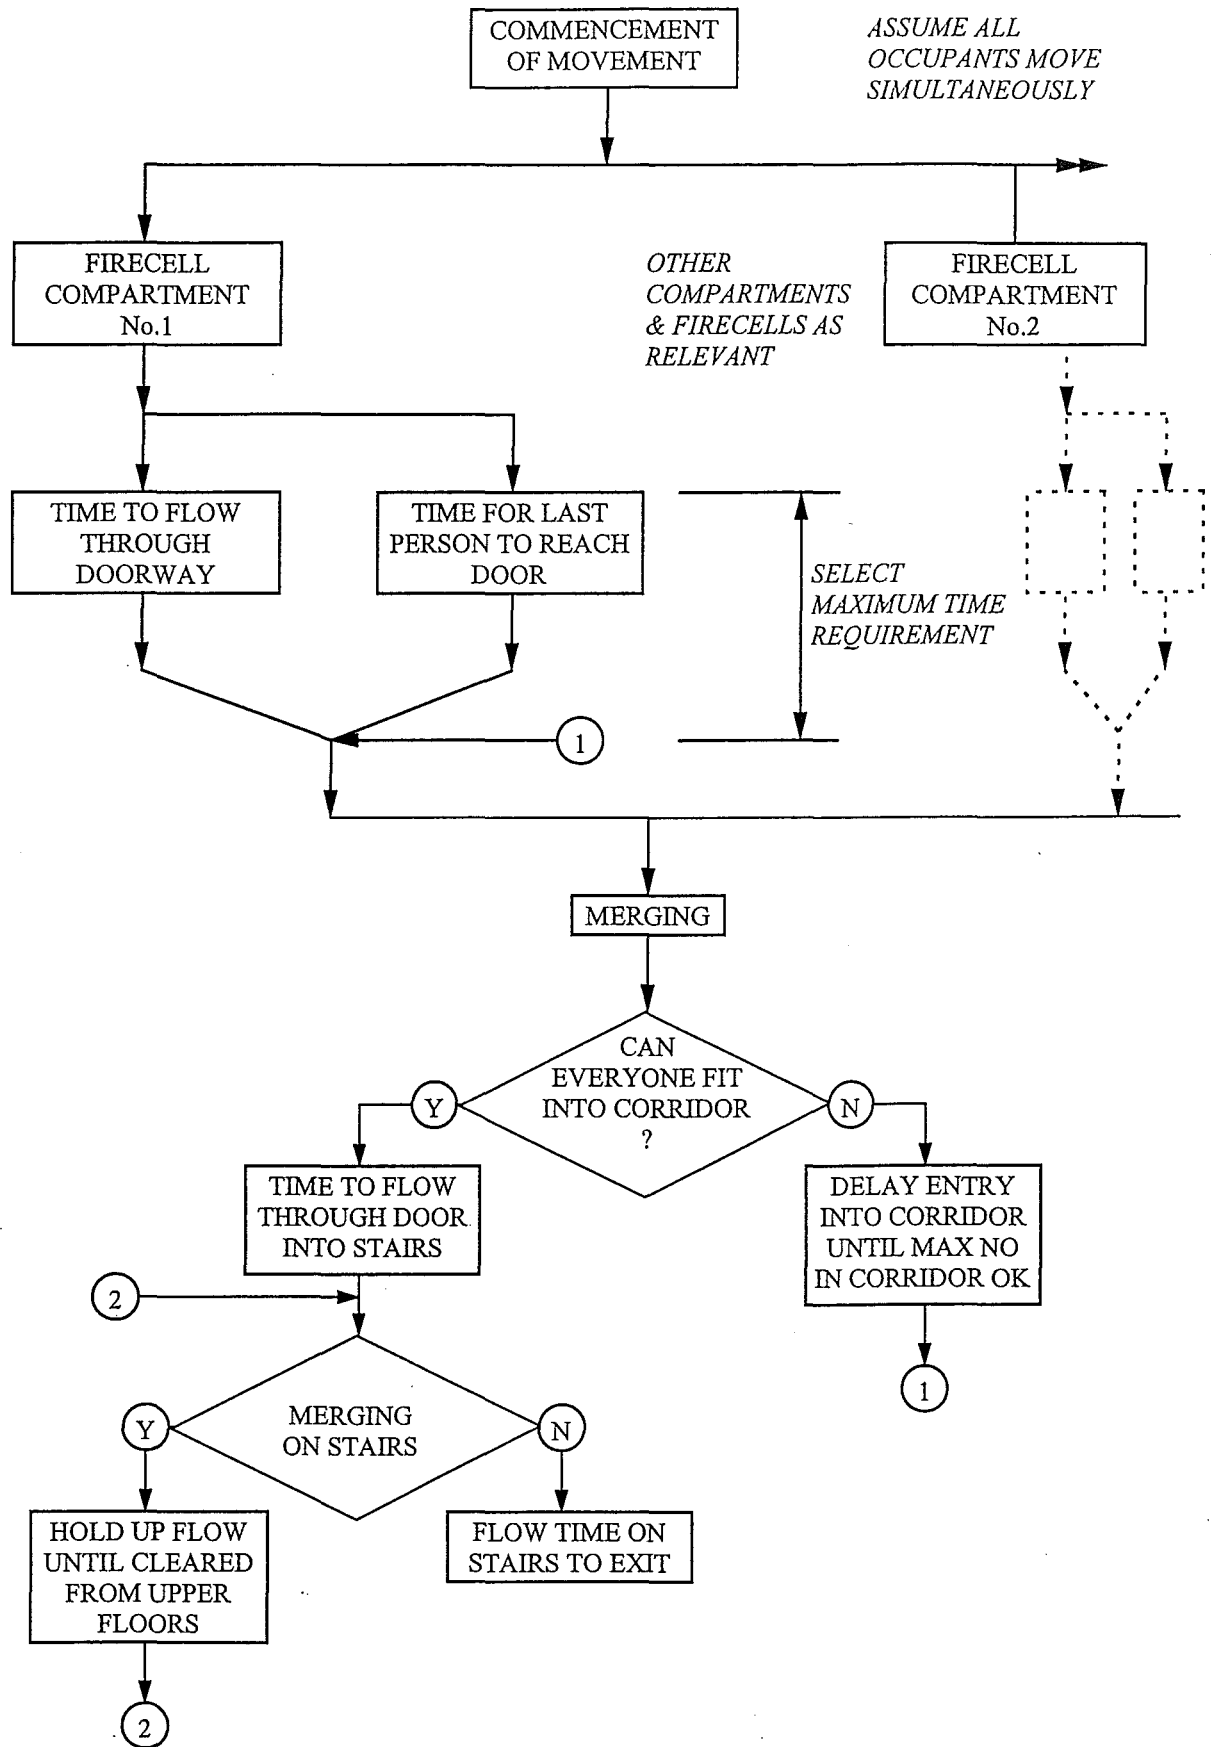 COMMENCEMENT
OF MOVEMENT
ASSUME ALL
OCCUPANTS MOVE
SIMULTANEOUSLY
FIRECELL
COMPARTMENT
No.1
OTHER
COMPARTMENTS
& FIRECELLS AS
RELEVANT
FIRECELL
COMPARTMENT
No.2
TIME TO FLOW
THROUGH
DOORWAY
TIME FOR LAST
PERSON TO REACH
DOOR
SELECT
MAXIMUM TIME
REQUIREMENT
1
MERGING
CAN
EVERYONE FIT
INTO CORRIDOR
?
Y
N
TIME TO FLOW
THROUGH DOOR
INTO STAIRS
DELAY ENTRY
INTO CORRIDOR
UNTIL MAX NO
IN CORRIDOR OK
2
1
MERGING
ON STAIRS
Y
N
HOLD UP FLOW
UNTIL CLEARED
FROM UPPER
FLOORS
FLOW TIME ON
STAIRS TO EXIT
2